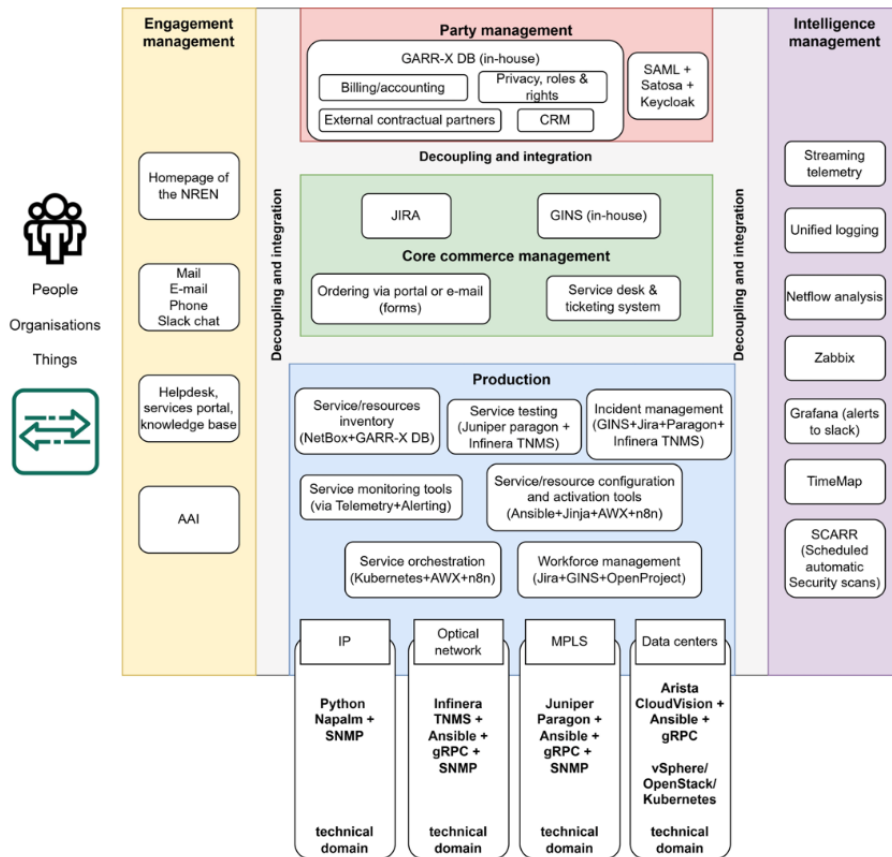 Engagement
management
Party management
GARR-X DB (in-house)
Billing/accounting
Privacy, roles &
rights
External contractual partners
CRM
SAML +
Satosa +
Keycloak
Intelligence
management
Decoupling and integration
Homepage of
the NREN
Mail
E-mail
Phone
Slack chat
Helpdesk,
services portal,
knowledge base
AAI
People
Organisations
Things
Decoupling and integration
JIRA
GINS (in-house)
Core commerce management
Ordering via portal or e-mail
(forms)
Service desk &
ticketing system
Decoupling and integration
Streaming
telemetry
Unified logging
Netflow analysis
Zabbix
Grafana (alerts
to slack)
TimeMap
SCARR
(Scheduled
automatic
Security scans)
Production
Service/resources
inventory
(NetBox+GARR-X DB)
Service testing
(Juniper paragon +
Infinera TNMS)
Incident management
(GINS+Jira+Paragon+
Infinera TNMS)
Service monitoring tools
(via Telemetry+Alerting)
Service/resource configuration
and activation tools
(Ansible+Jinja+AWX+n8n)
Service orchestration
(Kubernetes+AWX+n8n)
Workforce management
(Jira+GINS+OpenProject)
IP
Python
Napalm +
SNMP
technical
domain
Optical
network
Infinera
TNMS +
Ansible +
gRPC +
SNMP
technical
domain
MPLS
Juniper
Paragon +
Ansible +
gRPC +
SNMP
technical
domain
Data centers
Arista
CloudVision +
Ansible +
gRPC
vSphere/
OpenStack/
Kubernetes
technical
domain